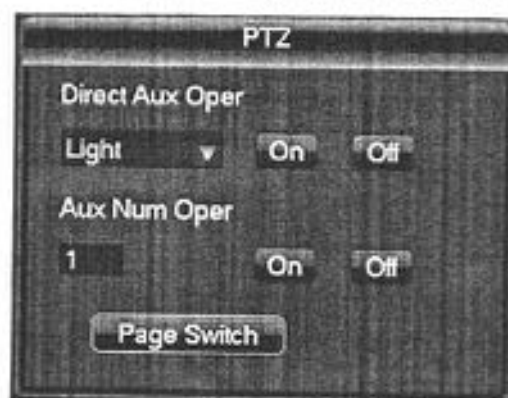 PTZ
Direct Aux Oper
Light On Off
Aux Num Oper
1 On Off
Page Switch